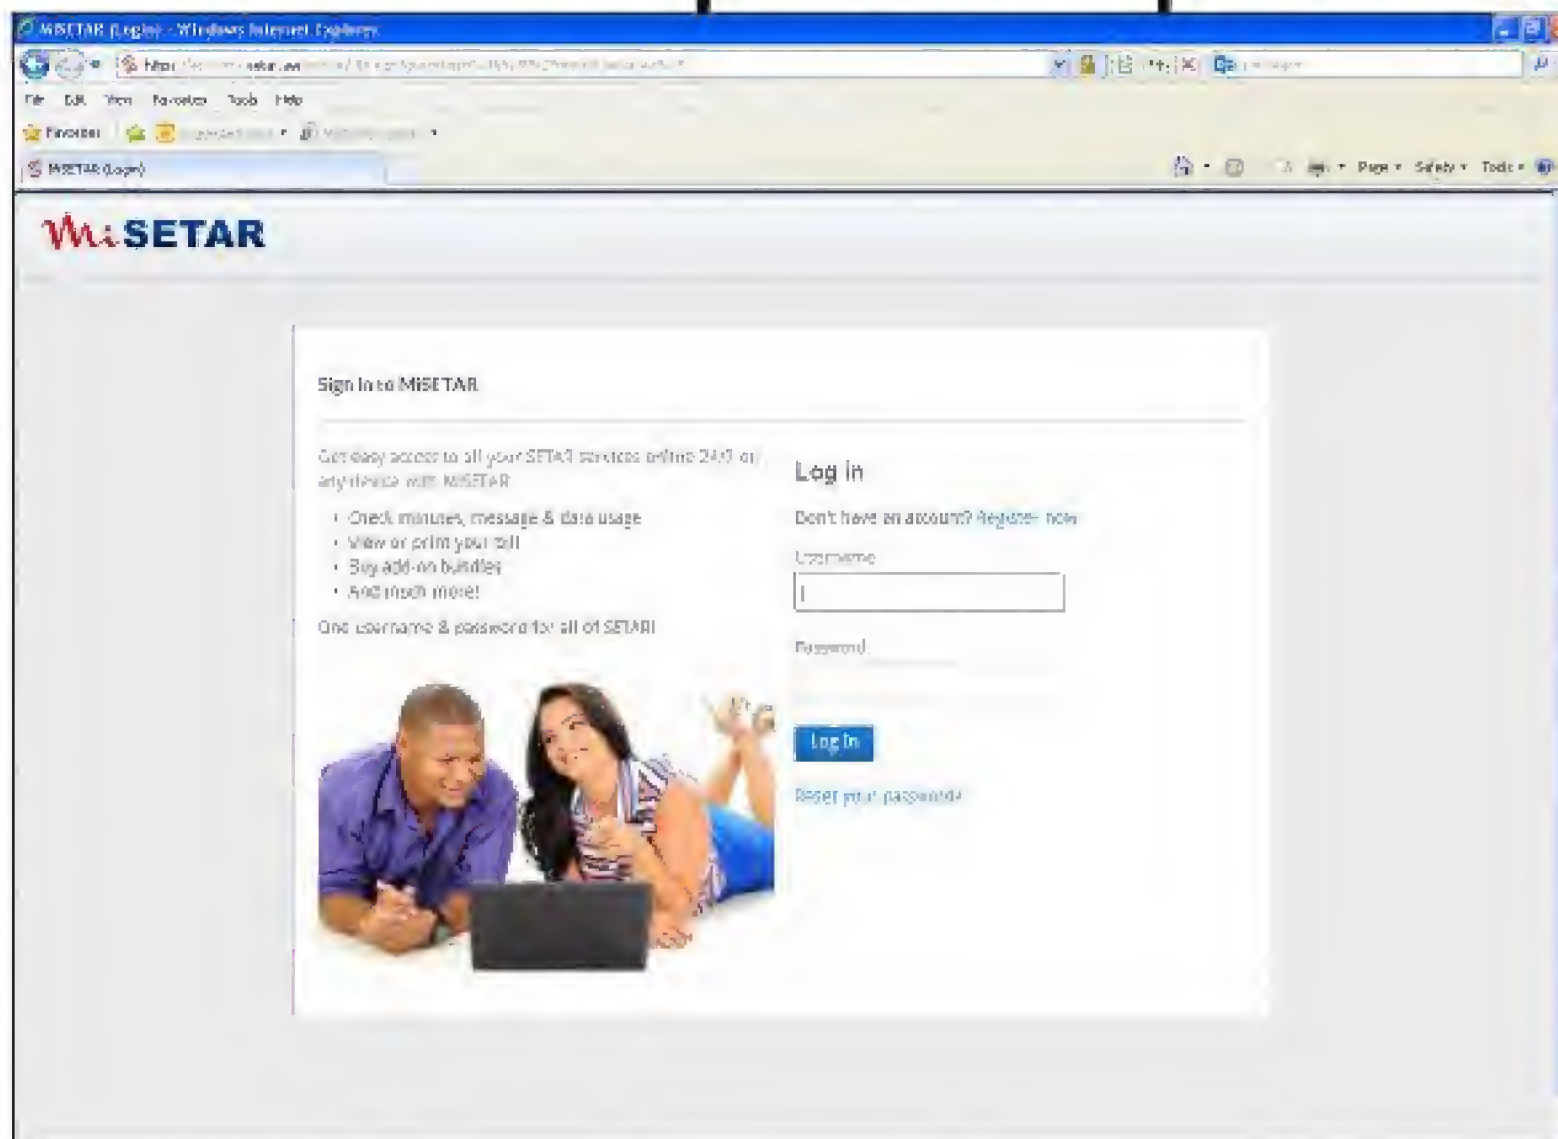 MiSETAR (Login) - Windows Internet Explorer
https
File Edit View Favorites Tools Help
Favorites
MiSETAR (Login)
Page Safety Tools
MiSETAR
Sign in to MiSETAR
Get easy access to all your SETAR services online 24/7 on
any device with MiSETAR
• Check minutes, message & data usage
• View or print your bill
• Buy add-on bundles
• And much more!
One username & password for all of SETAR!
Log in
Don't have an account? Register now
Username
Password
Log in
Reset your password?